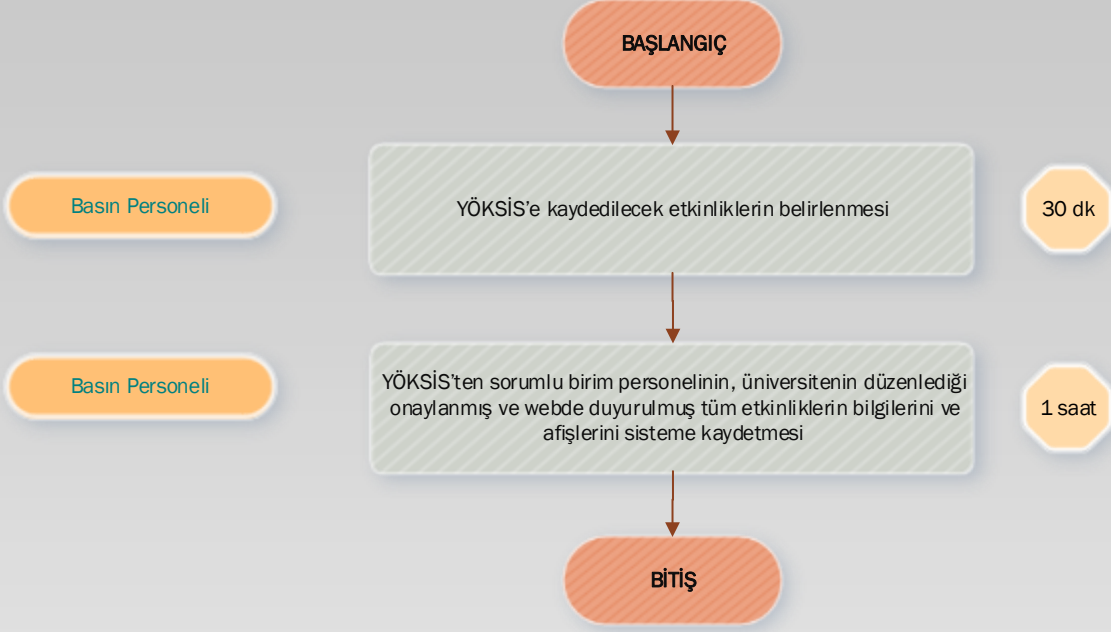 BAŞLANGIÇ
Basın Personeli
YÖKSİS’e kaydedilecek etkinliklerin belirlenmesi
30 dk
Basın Personeli
YÖKSİS’ten sorumlu birim personelinin, üniversitenin düzenlediği
onaylanmış ve webde duyurulmuş tüm etkinliklerin bilgilerini ve
afişlerini sisteme kaydetmesi
1 saat
BİTİŞ